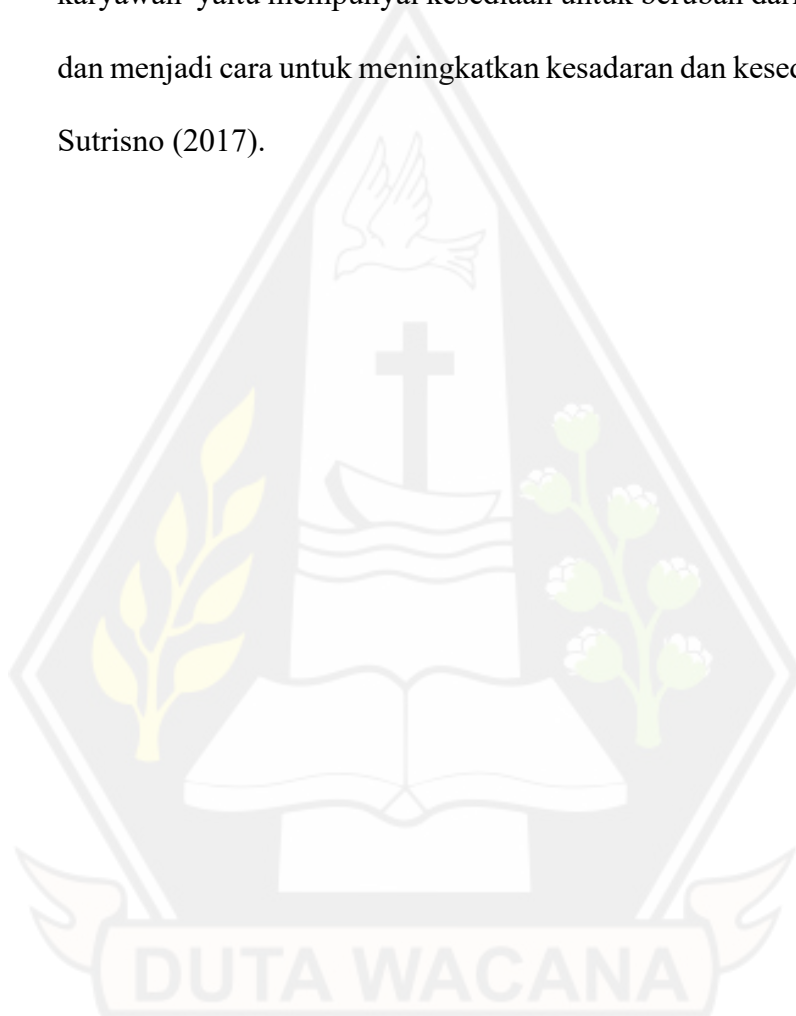 karyawan yaitu mempunyai kesediaan untuk berubah
dan menjadi cara untuk meningkatkan kesadaran dan
Sutrisno (2017).
DUTA WACANA